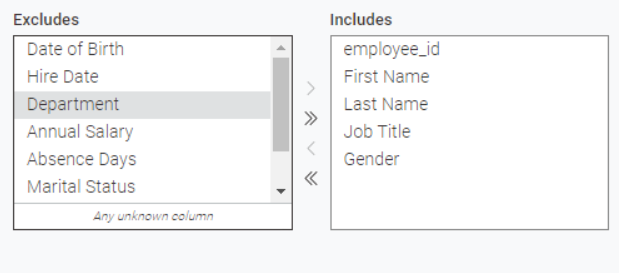 Excludes
Includes
Date of Birth
Hire Date
Department
Annual Salary
Absence Days
Marital Status
Any unknown column
employee_id
First Name
Last Name
Job Title
Gender